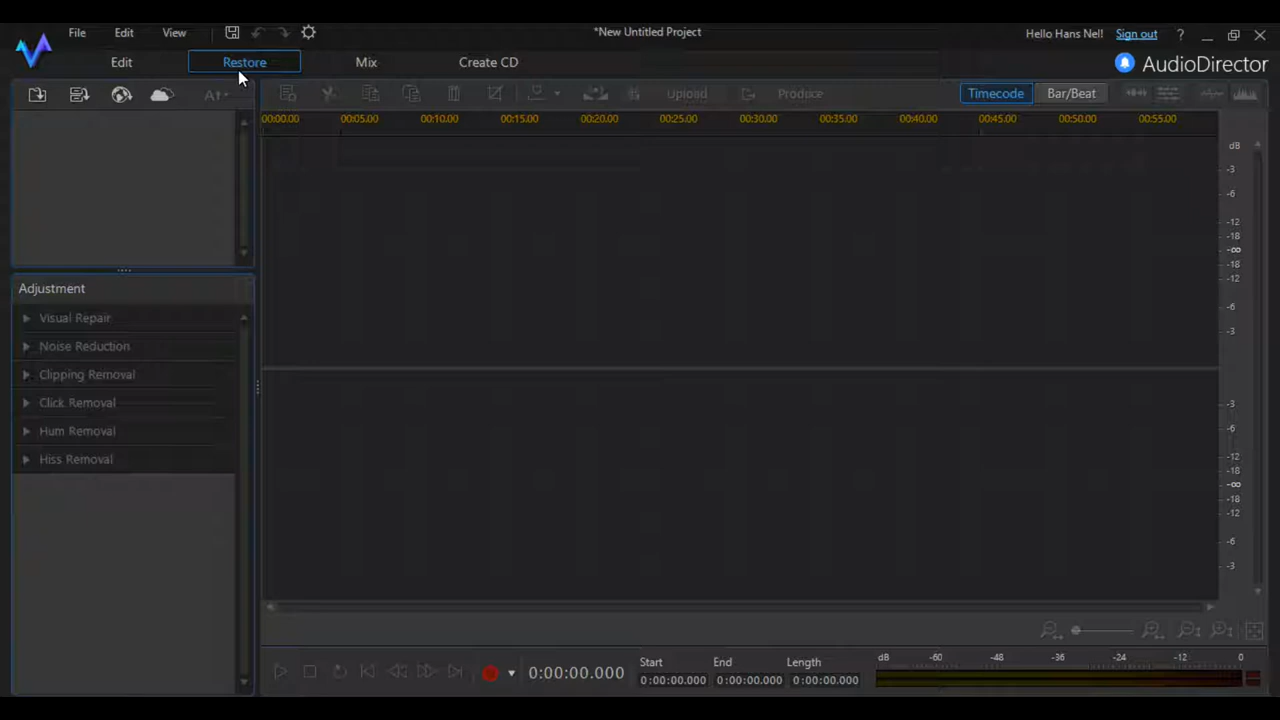 File Edit View *New Untitled Project Hello Hans Nel! Sign out ?
Edit Restore Mix Create CD AudioDirector
Upload Produce Timecode Bar/Beat
00:00.00 00:05.00 00:10.00 00:15.00 00:20.00 00:25.00 00:30.00 00:35.00 00:40.00 00:45.00 00:50.00 00:55.00
dB
-3
-6
-12
-18
-∞
-18
-12
-6
-3
Adjustment
Visual Repair
Noise Reduction
Clipping Removal
Click Removal
Hum Removal
Hiss Removal
-3
-6
-12
-18
-∞
-18
-12
-6
-3
0:00:00.000
Start End Length
0:00:00.000 0:00:00.000 0:00:00.000
dB -60 -48 -36 -24 -12 0